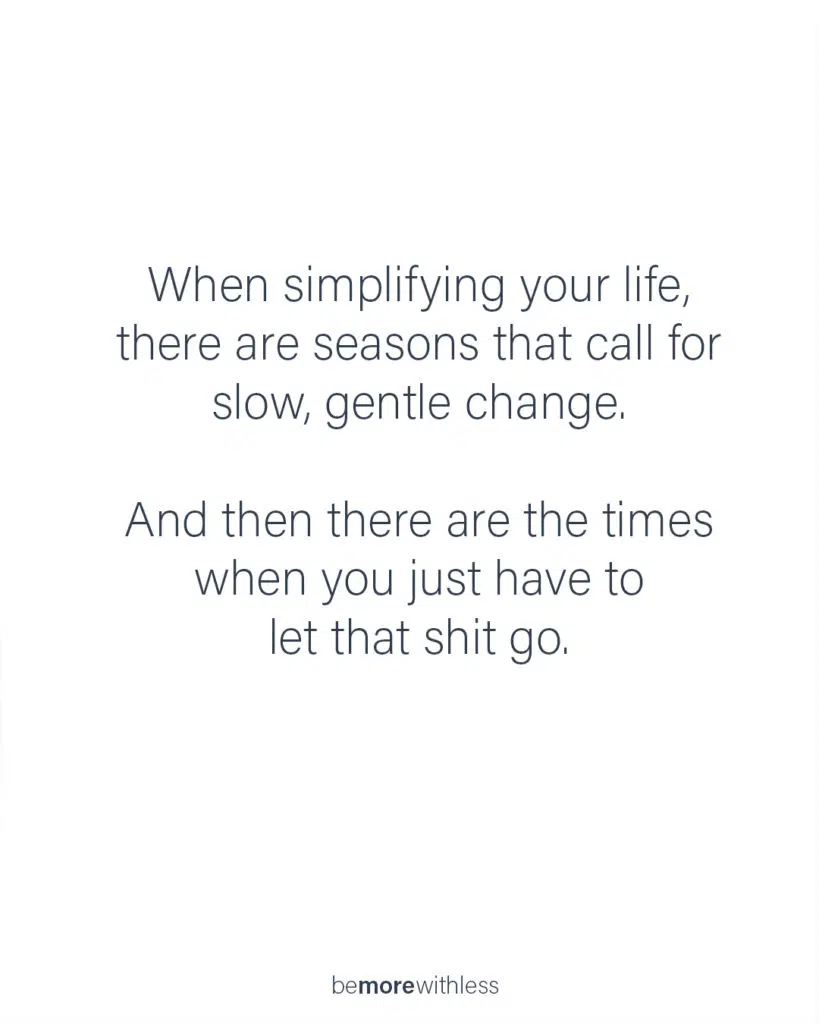 When simplifying your life,
there are seasons that call for
slow, gentle change.
And then there are the times
when you just have to
let that shit go.
bemorewithless